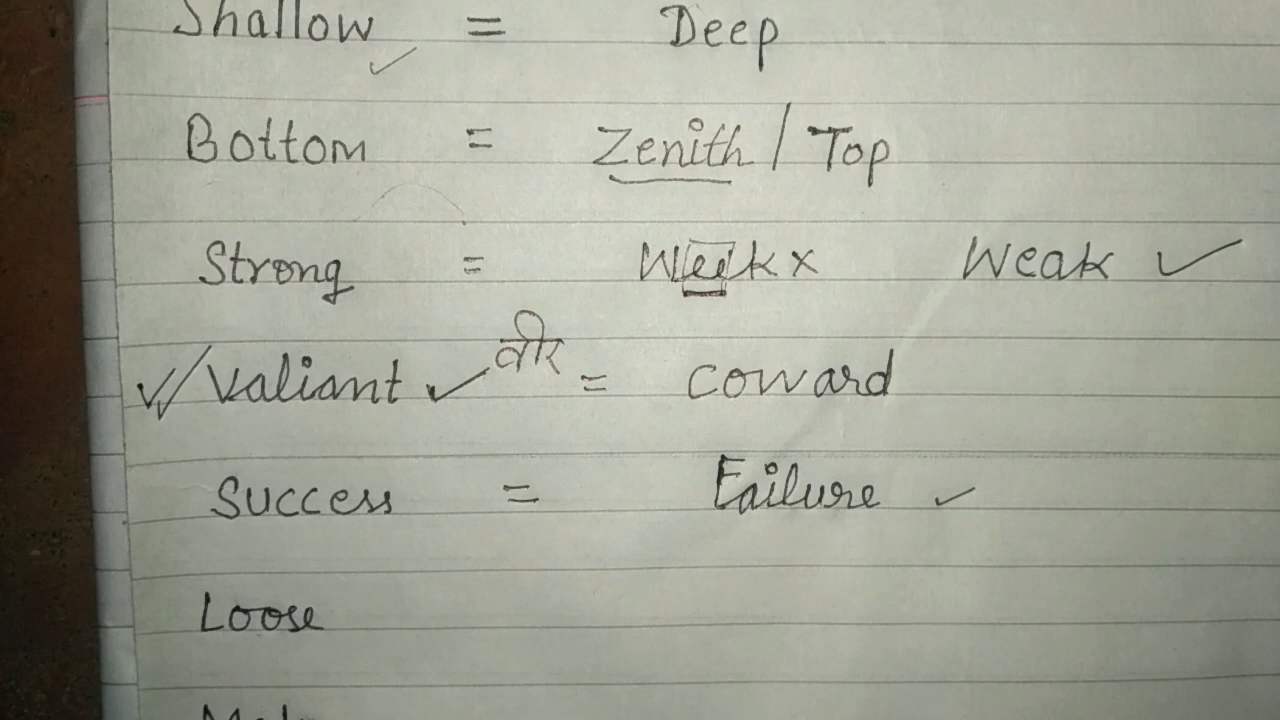 Shallow = Deep
Bottom = Zenith / Top
Strong = Week x Weak ✓
✓✓ Valiant ✓ वीर = Coward
Success = Failure ✓
Loose